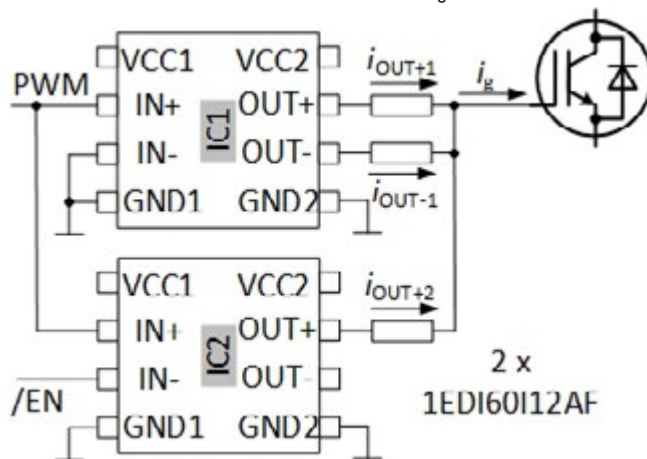 g
VCC1 VCC2
PWM IN+ IC1 OUT+ iOUT+1 ig
IN- OUT- iOUT-1
GND1 GND2
VCC1 VCC2
IN+ IC2 OUT+ iOUT+2
/EN IN- OUT-
GND1 GND2
2 x
1EDI60I12AF